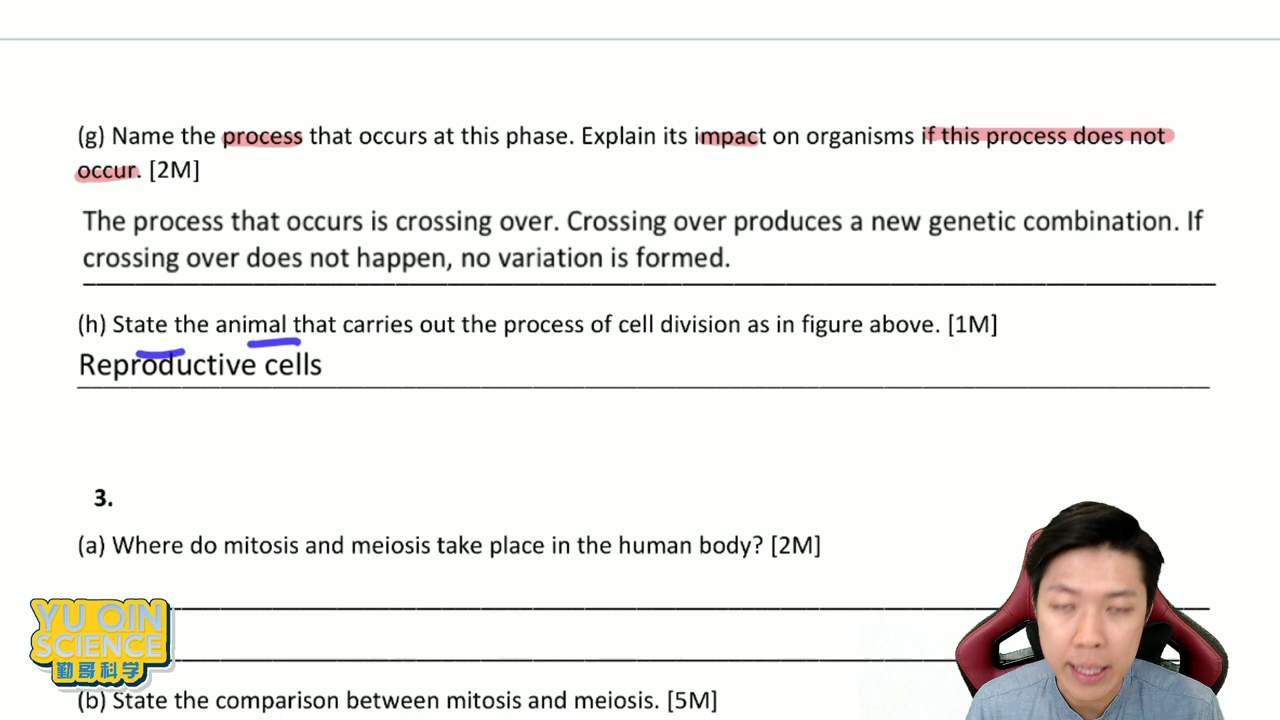 (g) Name the process that occurs at this phase. Explain its impact on organisms if this process does not
occur. [2M]
The process that occurs is crossing over. Crossing over produces a new genetic combination. If
crossing over does not happen, no variation is formed.
(h) State the animal that carries out the process of cell division as in figure above. [1M]
Reproductive cells
3.
(a) Where do mitosis and meiosis take place in the human body? [2M]
YU QIN
SCIENCE
勤哥科学
(b) State the comparison between mitosis and meiosis. [5M]